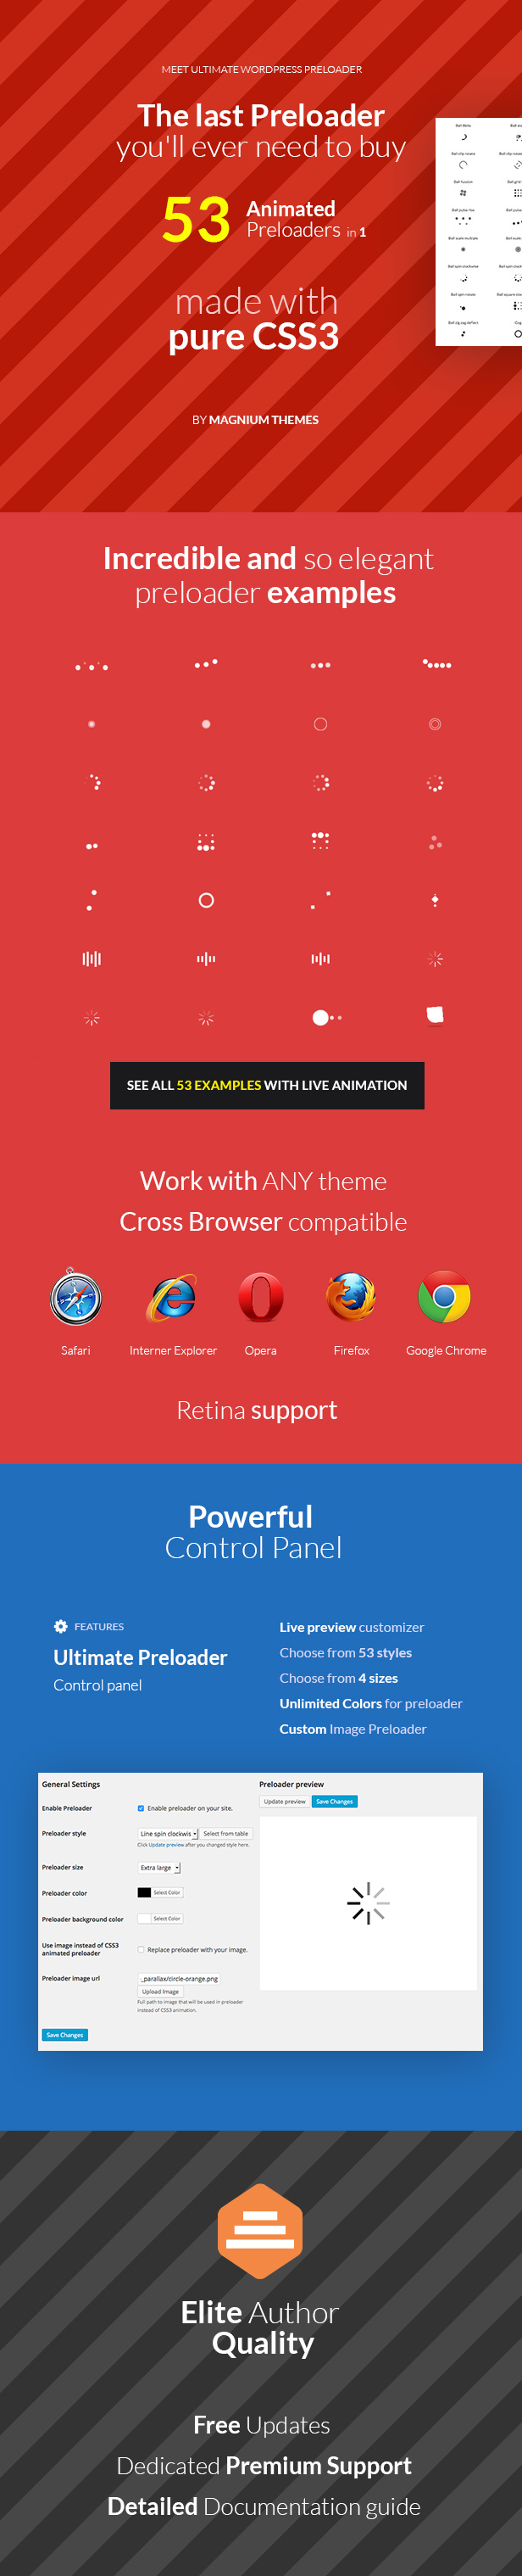 MEET ULTIMATE WORDPRESS PRELOADER
The last Preloader
you'll ever need to buy
53 Animated
Preloaders in 1
made with
pure CSS3
BY MAGNIUM THEMES
Incredible and so elegant
preloader examples
SEE ALL 53 EXAMPLES WITH LIVE ANIMATION
Work with ANY theme
Cross Browser compatible
Safari
Interner Explorer
Opera
Firefox
Google Chrome
Retina support
Powerful
Control Panel
FEATURES
Ultimate Preloader
Control panel
Live preview customizer
Choose from 53 styles
Choose from 4 sizes
Unlimited Colors for preloader
Custom Image Preloader
General Settings
Enable Preloader
Enable preloader on your site.
Preloader style
Line spin clockwis
Select from table
Click Update preview after you changed style here.
Preloader size
Extra large
Preloader color
Select Color
Preloader background color
Select Color
Use image instead of CSS3
animated preloader
Replace preloader with your image.
Preloader image url
_parallax/circle-orange.png
Upload Image
Full path to image that will be used in preloader
instead of CSS3 animation.
Save Changes
Preloader preview
Update preview
Save Changes
Elite Author
Quality
Free Updates
Dedicated Premium Support
Detailed Documentation guide